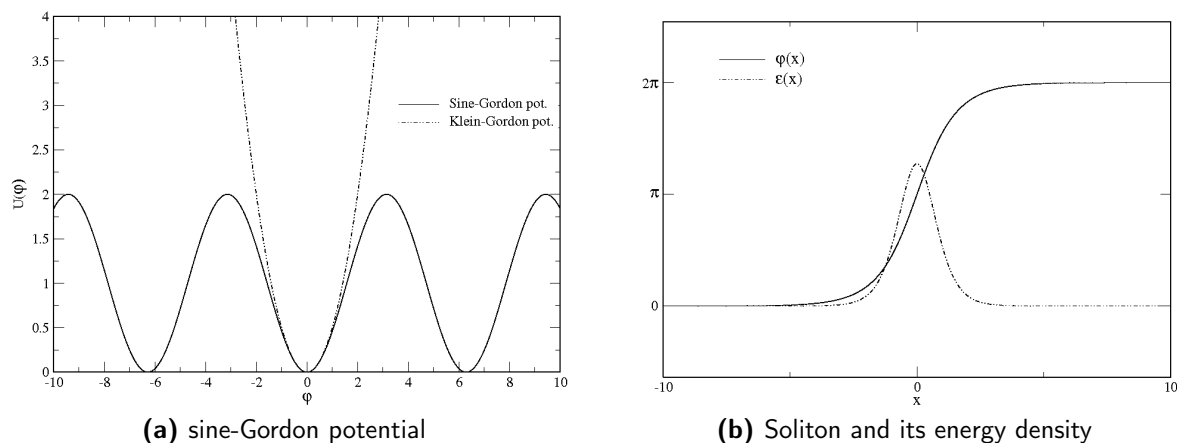 4
3.5
3
2.5
2
1.5
1
0.5
0
U(φ)
Sine-Gordon pot.
Klein-Gordon pot.
-10 -8 -6 -4 -2 0 2 4 6 8 10
φ
(a) sine-Gordon potential
φ(x)
ε(x)
2π
π
0
-10 0 10
x
(b) Soliton and its energy density